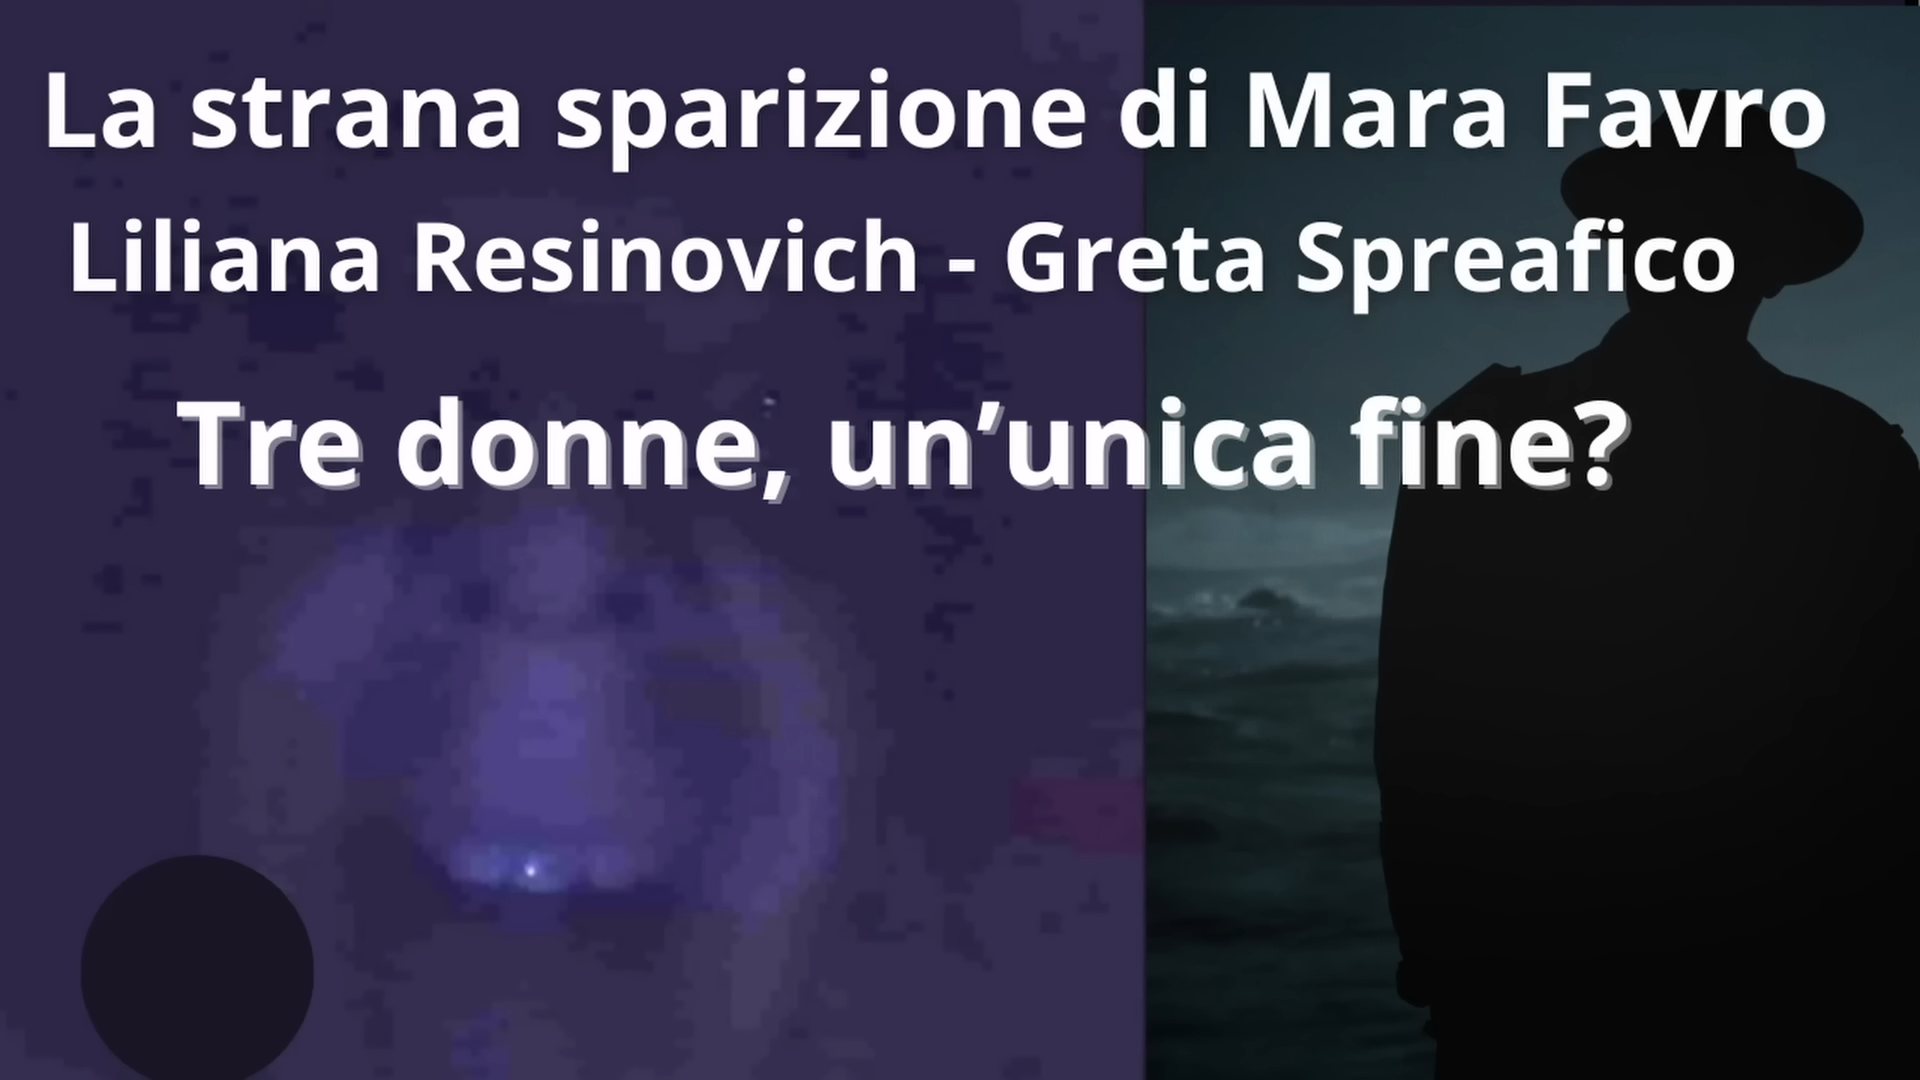 La strana sparizione di Mara Favro
Liliana Resinovich - Greta Spreafico
Tre donne, un’unica fine?